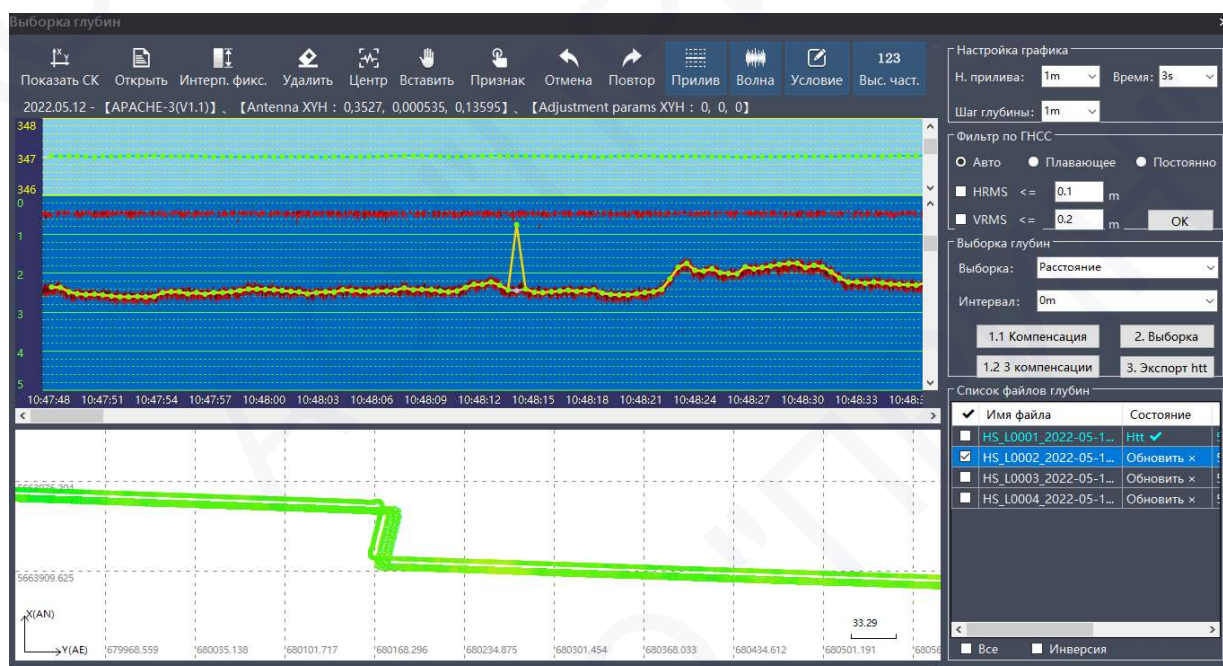 Выборка глубин
Показать СК Открыть Интерп. фикс. Удалить Центр Вставить Признак Отмена Повтор Прилив Волна Условие 123 Выс. част.
2022.05.12 - 【APACHE-3(V1.1)】、【Antenna XYH : 0,3527, 0,000535, 0,13595】、【Adjustment params XYH : 0, 0, 0】
348
347
346
0
1
2
3
4
5
10:47:48 10:47:51 10:47:54 10:47:57 10:48:00 10:48:03 10:48:06 10:48:09 10:48:12 10:48:15 10:48:18 10:48:21 10:48:24 10:48:27 10:48:30 10:48:33 10:48:
5663909.625
X(AN)
33.29
Y(AE) 679968.559 680035.138 680101.717 680168.296 680234.875 680301.454 680368.033 680434.612 680501.191 68056
Настройка графика
Н. прилива: 1m Время: 3s
Шаг глубины: 1m
Фильтр по ГНСС
Авто Плавающее Постоянно
HRMS <= 0.1 m
VRMS <= 0.2 m OK
Выборка глубин
Выборка: Расстояние
Интервал: 0m
1.1 Компенсация 2. Выборка
1.2 3 компенсации 3. Экспорт htt
Список файлов глубин
Имя файла Состояние
HS_L0001_2022-05-1... Htt ✔
HS_L0002_2022-05-1... Обновить ×
HS_L0003_2022-05-1... Обновить ×
HS_L0004_2022-05-1... Обновить ×
Все Инверсия